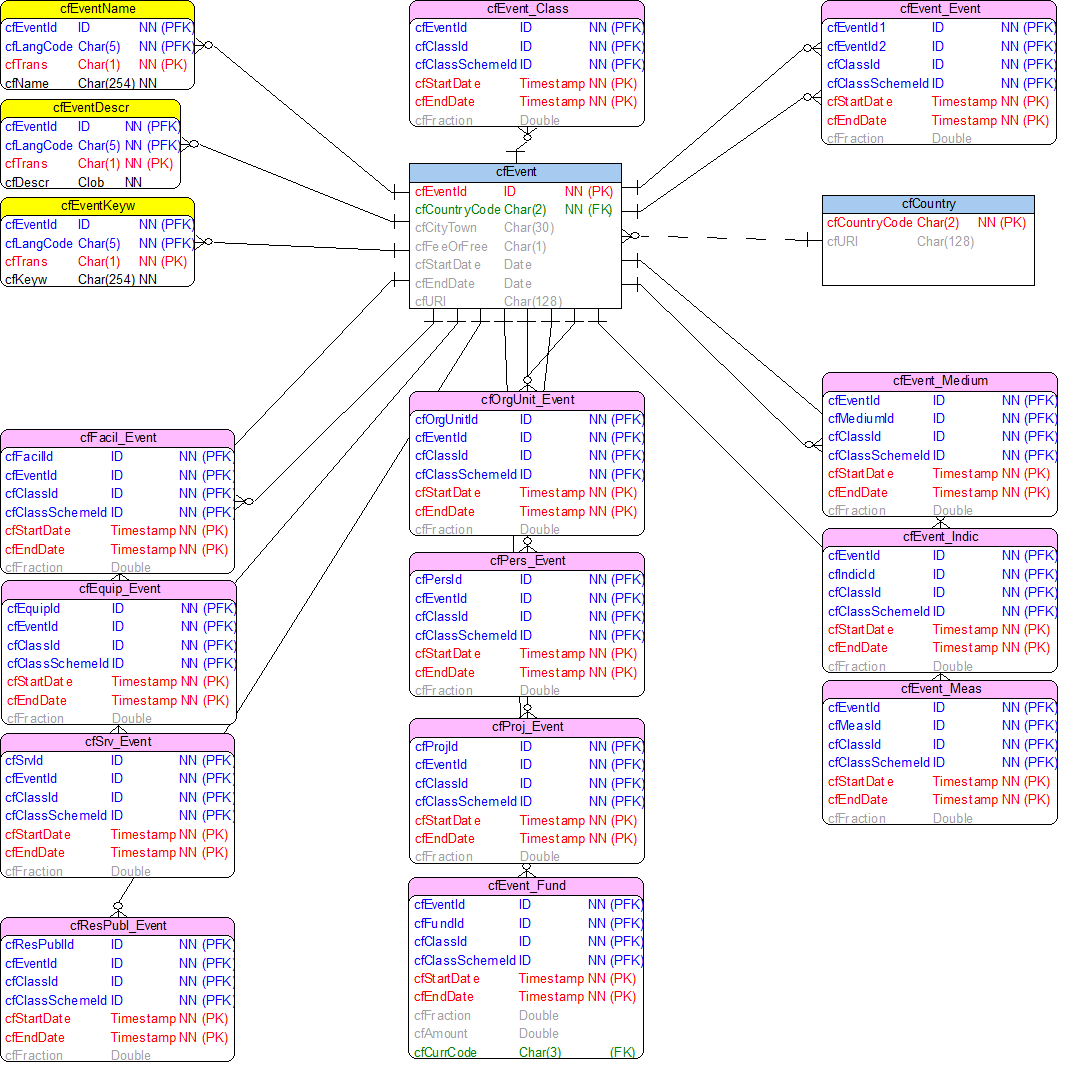 cfEventName
cfEventId ID NN (PFK)
cfLangCode Char(5) NN (PFK)
cfTrans Char(1) NN (PK)
cfName Char(254) NN
cfEventDescr
cfEventId ID NN (PFK)
cfLangCode Char(5) NN (PFK)
cfTrans Char(1) NN (PK)
cfDescr Clob NN
cfEventKeyw
cfEventId ID NN (PFK)
cfLangCode Char(5) NN (PFK)
cfTrans Char(1) NN (PK)
cfKeyw Char(254) NN
cfEvent_Class
cfEventId ID NN (PFK)
cfClassId ID NN (PFK)
cfClassSchemeId ID NN (PFK)
cfStartDate Timestamp NN (PK)
cfEndDate Timestamp NN (PK)
cfFraction Double
cfEvent_Event
cfEventId1 ID NN (PFK)
cfEventId2 ID NN (PFK)
cfClassId ID NN (PFK)
cfClassSchemeId ID NN (PFK)
cfStartDate Timestamp NN (PK)
cfEndDate Timestamp NN (PK)
cfFraction Double
cfEvent
cfEventId ID NN (PK)
cfCountryCode Char(2) NN (FK)
cfCityTown Char(30)
cfFeeOrFree Char(1)
cfStartDate Date
cfEndDate Date
cfURI Char(128)
cfCountry
cfCountryCode Char(2) NN (PK)
cfURI Char(128)
cfFacil_Event
cfFacilId ID NN (PFK)
cfEventId ID NN (PFK)
cfClassId ID NN (PFK)
cfClassSchemeId ID NN (PFK)
cfStartDate Timestamp NN (PK)
cfEndDate Timestamp NN (PK)
cfFraction Double
cfEquip_Event
cfEquipId ID NN (PFK)
cfEventId ID NN (PFK)
cfClassId ID NN (PFK)
cfClassSchemeId ID NN (PFK)
cfStartDate Timestamp NN (PK)
cfEndDate Timestamp NN (PK)
cfFraction Double
cfSrv_Event
cfSrvId ID NN (PFK)
cfEventId ID NN (PFK)
cfClassId ID NN (PFK)
cfClassSchemeId ID NN (PFK)
cfStartDate Timestamp NN (PK)
cfEndDate Timestamp NN (PK)
cfFraction Double
cfResPubl_Event
cfResPublId ID NN (PFK)
cfEventId ID NN (PFK)
cfClassId ID NN (PFK)
cfClassSchemeId ID NN (PFK)
cfStartDate Timestamp NN (PK)
cfEndDate Timestamp NN (PK)
cfFraction Double
cfOrgUnit_Event
cfOrgUnitId ID NN (PFK)
cfEventId ID NN (PFK)
cfClassId ID NN (PFK)
cfClassSchemeId ID NN (PFK)
cfStartDate Timestamp NN (PK)
cfEndDate Timestamp NN (PK)
cfFraction Double
cfPers_Event
cfPersId ID NN (PFK)
cfEventId ID NN (PFK)
cfClassId ID NN (PFK)
cfClassSchemeId ID NN (PFK)
cfStartDate Timestamp NN (PK)
cfEndDate Timestamp NN (PK)
cfFraction Double
cfProj_Event
cfProjId ID NN (PFK)
cfEventId ID NN (PFK)
cfClassId ID NN (PFK)
cfClassSchemeId ID NN (PFK)
cfStartDate Timestamp NN (PK)
cfEndDate Timestamp NN (PK)
cfFraction Double
cfEvent_Fund
cfEventId ID NN (PFK)
cfFundId ID NN (PFK)
cfClassId ID NN (PFK)
cfClassSchemeId ID NN (PFK)
cfStartDate Timestamp NN (PK)
cfEndDate Timestamp NN (PK)
cfFraction Double
cfAmount Double
cfCurrCode Char(3) (FK)
cfEvent_Medium
cfEventId ID NN (PFK)
cfMediumId ID NN (PFK)
cfClassId ID NN (PFK)
cfClassSchemeId ID NN (PFK)
cfStartDate Timestamp NN (PK)
cfEndDate Timestamp NN (PK)
cfFraction Double
cfEvent_Indic
cfEventId ID NN (PFK)
cfIndicId ID NN (PFK)
cfClassId ID NN (PFK)
cfClassSchemeId ID NN (PFK)
cfStartDate Timestamp NN (PK)
cfEndDate Timestamp NN (PK)
cfFraction Double
cfEvent_Meas
cfEventId ID NN (PFK)
cfMeasId ID NN (PFK)
cfClassId ID NN (PFK)
cfClassSchemeId ID NN (PFK)
cfStartDate Timestamp NN (PK)
cfEndDate Timestamp NN (PK)
cfFraction Double